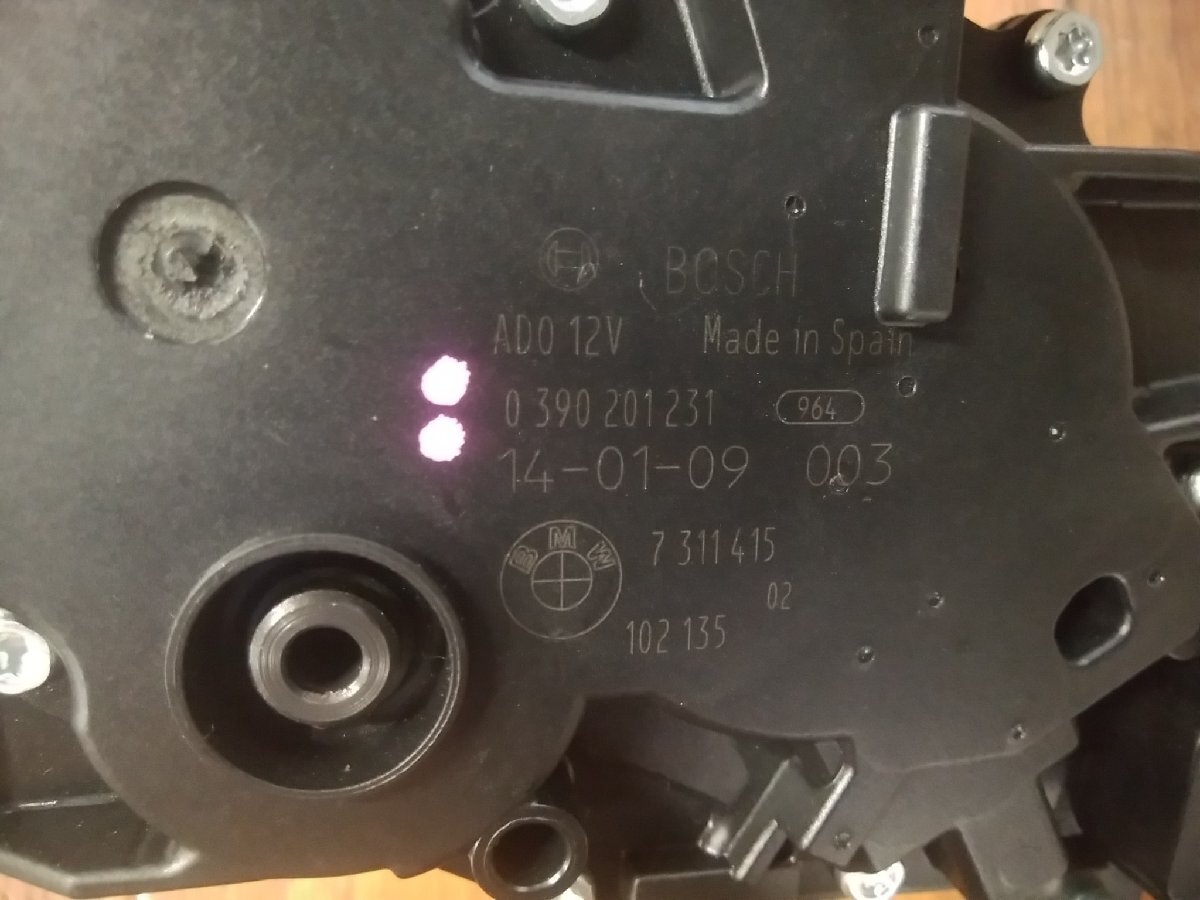 BOSCH
ADO 12V Made in Spain
0 390 201 231 964
14-01-09 003
BMW 7 311 415
02
102 135